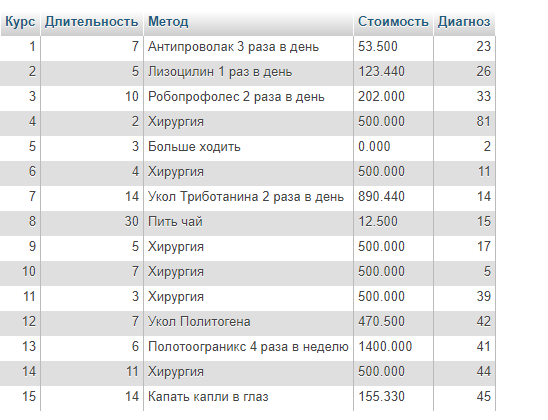 Курс Длительность Метод Стоимость Диагноз
1 7 Антипроволак 3 раза в день 53.500 23
2 5 Лизоцилин 1 раз в день 123.440 26
3 10 Робопрофолес 2 раза в день 202.000 33
4 2 Хирургия 500.000 81
5 3 Больше ходить 0.000 2
6 4 Хирургия 500.000 11
7 14 Укол Триботанина 2 раза в день 890.440 14
8 30 Пить чай 12.500 15
9 5 Хирургия 500.000 17
10 7 Хирургия 500.000 5
11 3 Хирургия 500.000 39
12 7 Укол Политогена 470.500 42
13 6 Полотоограникс 4 раза в неделю 1400.000 41
14 11 Хирургия 500.000 44
15 14 Капать капли в глаз 155.330 45